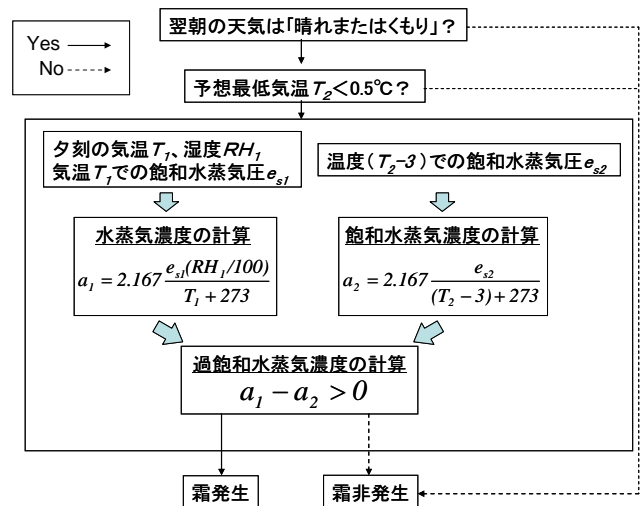 Yes
No
翌朝の天気は「晴れまたはくもり」?
予想最低気温T₂<0.5℃?
夕刻の気温T₁、湿度RH₁
気温T₁での飽和水蒸気圧eₛ₁
温度(T₂-3)での飽和水蒸気圧eₛ₂
水蒸気濃度の計算
a₁ = 2.167 eₛ₁(RH₁/100) / T₁ + 273
飽和水蒸気濃度の計算
a₂ = 2.167 eₛ₂ / (T₂ − 3) + 273
過飽和水蒸気濃度の計算
a₁ − a₂ > 0
霜発生
霜非発生